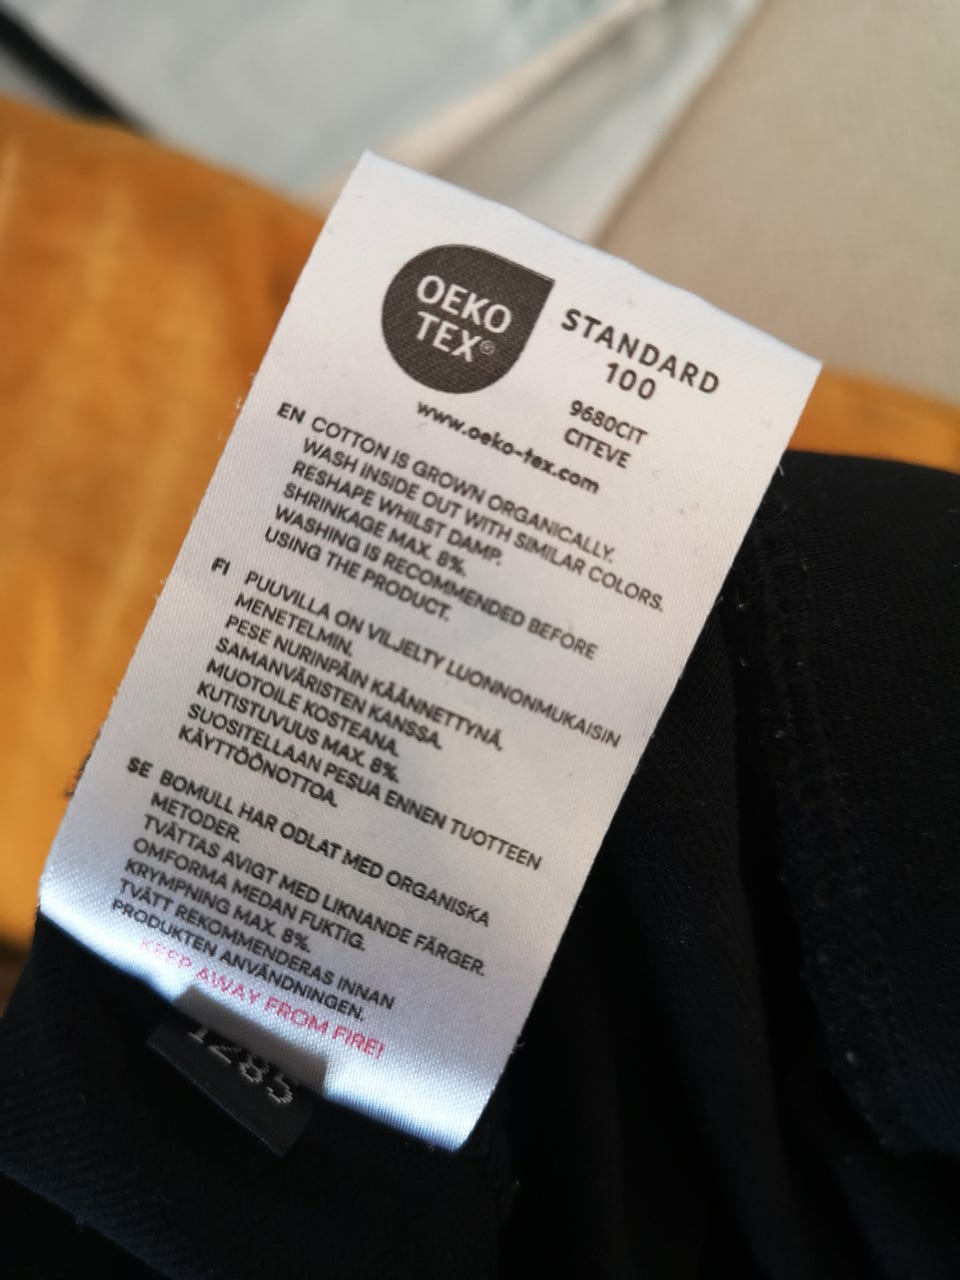 OEKO
TEX®
STANDARD
100
9680CIT
CITEVE
www.oeko-tex.com
EN COTTON IS GROWN ORGANICALLY.
WASH INSIDE OUT WITH SIMILAR COLORS.
RESHAPE WHILST DAMP.
SHRINKAGE MAX. 8%.
WASHING IS RECOMMENDED BEFORE
USING THE PRODUCT.
FI PUUVILLA ON VILJELTY LUONNONMUKAISIN
MENETELMIN.
PESE NURINPÄIN KÄÄNNETTYNÄ,
SAMANVÄRISTEN KANSSA.
MUOTOILE KOSTEANA.
KUTISTUVUUS MAX. 8%.
SUOSITELLAAN PESUA ENNEN TUOTTEEN
KÄYTTÖÖNOTTOA.
SE BOMULL HAR ODLAT MED ORGANISKA
METODER.
TVÄTTAS AVIGT MED LIKNANDE FÄRGER.
OMFORMA MEDAN FUKTIG.
KRYMPNING MAX. 8%.
TVÄTT REKOMMENDERAS INNAN
PRODUKTEN ANVÄNDNINGEN.
KEEP AWAY FROM FIRE!
1285